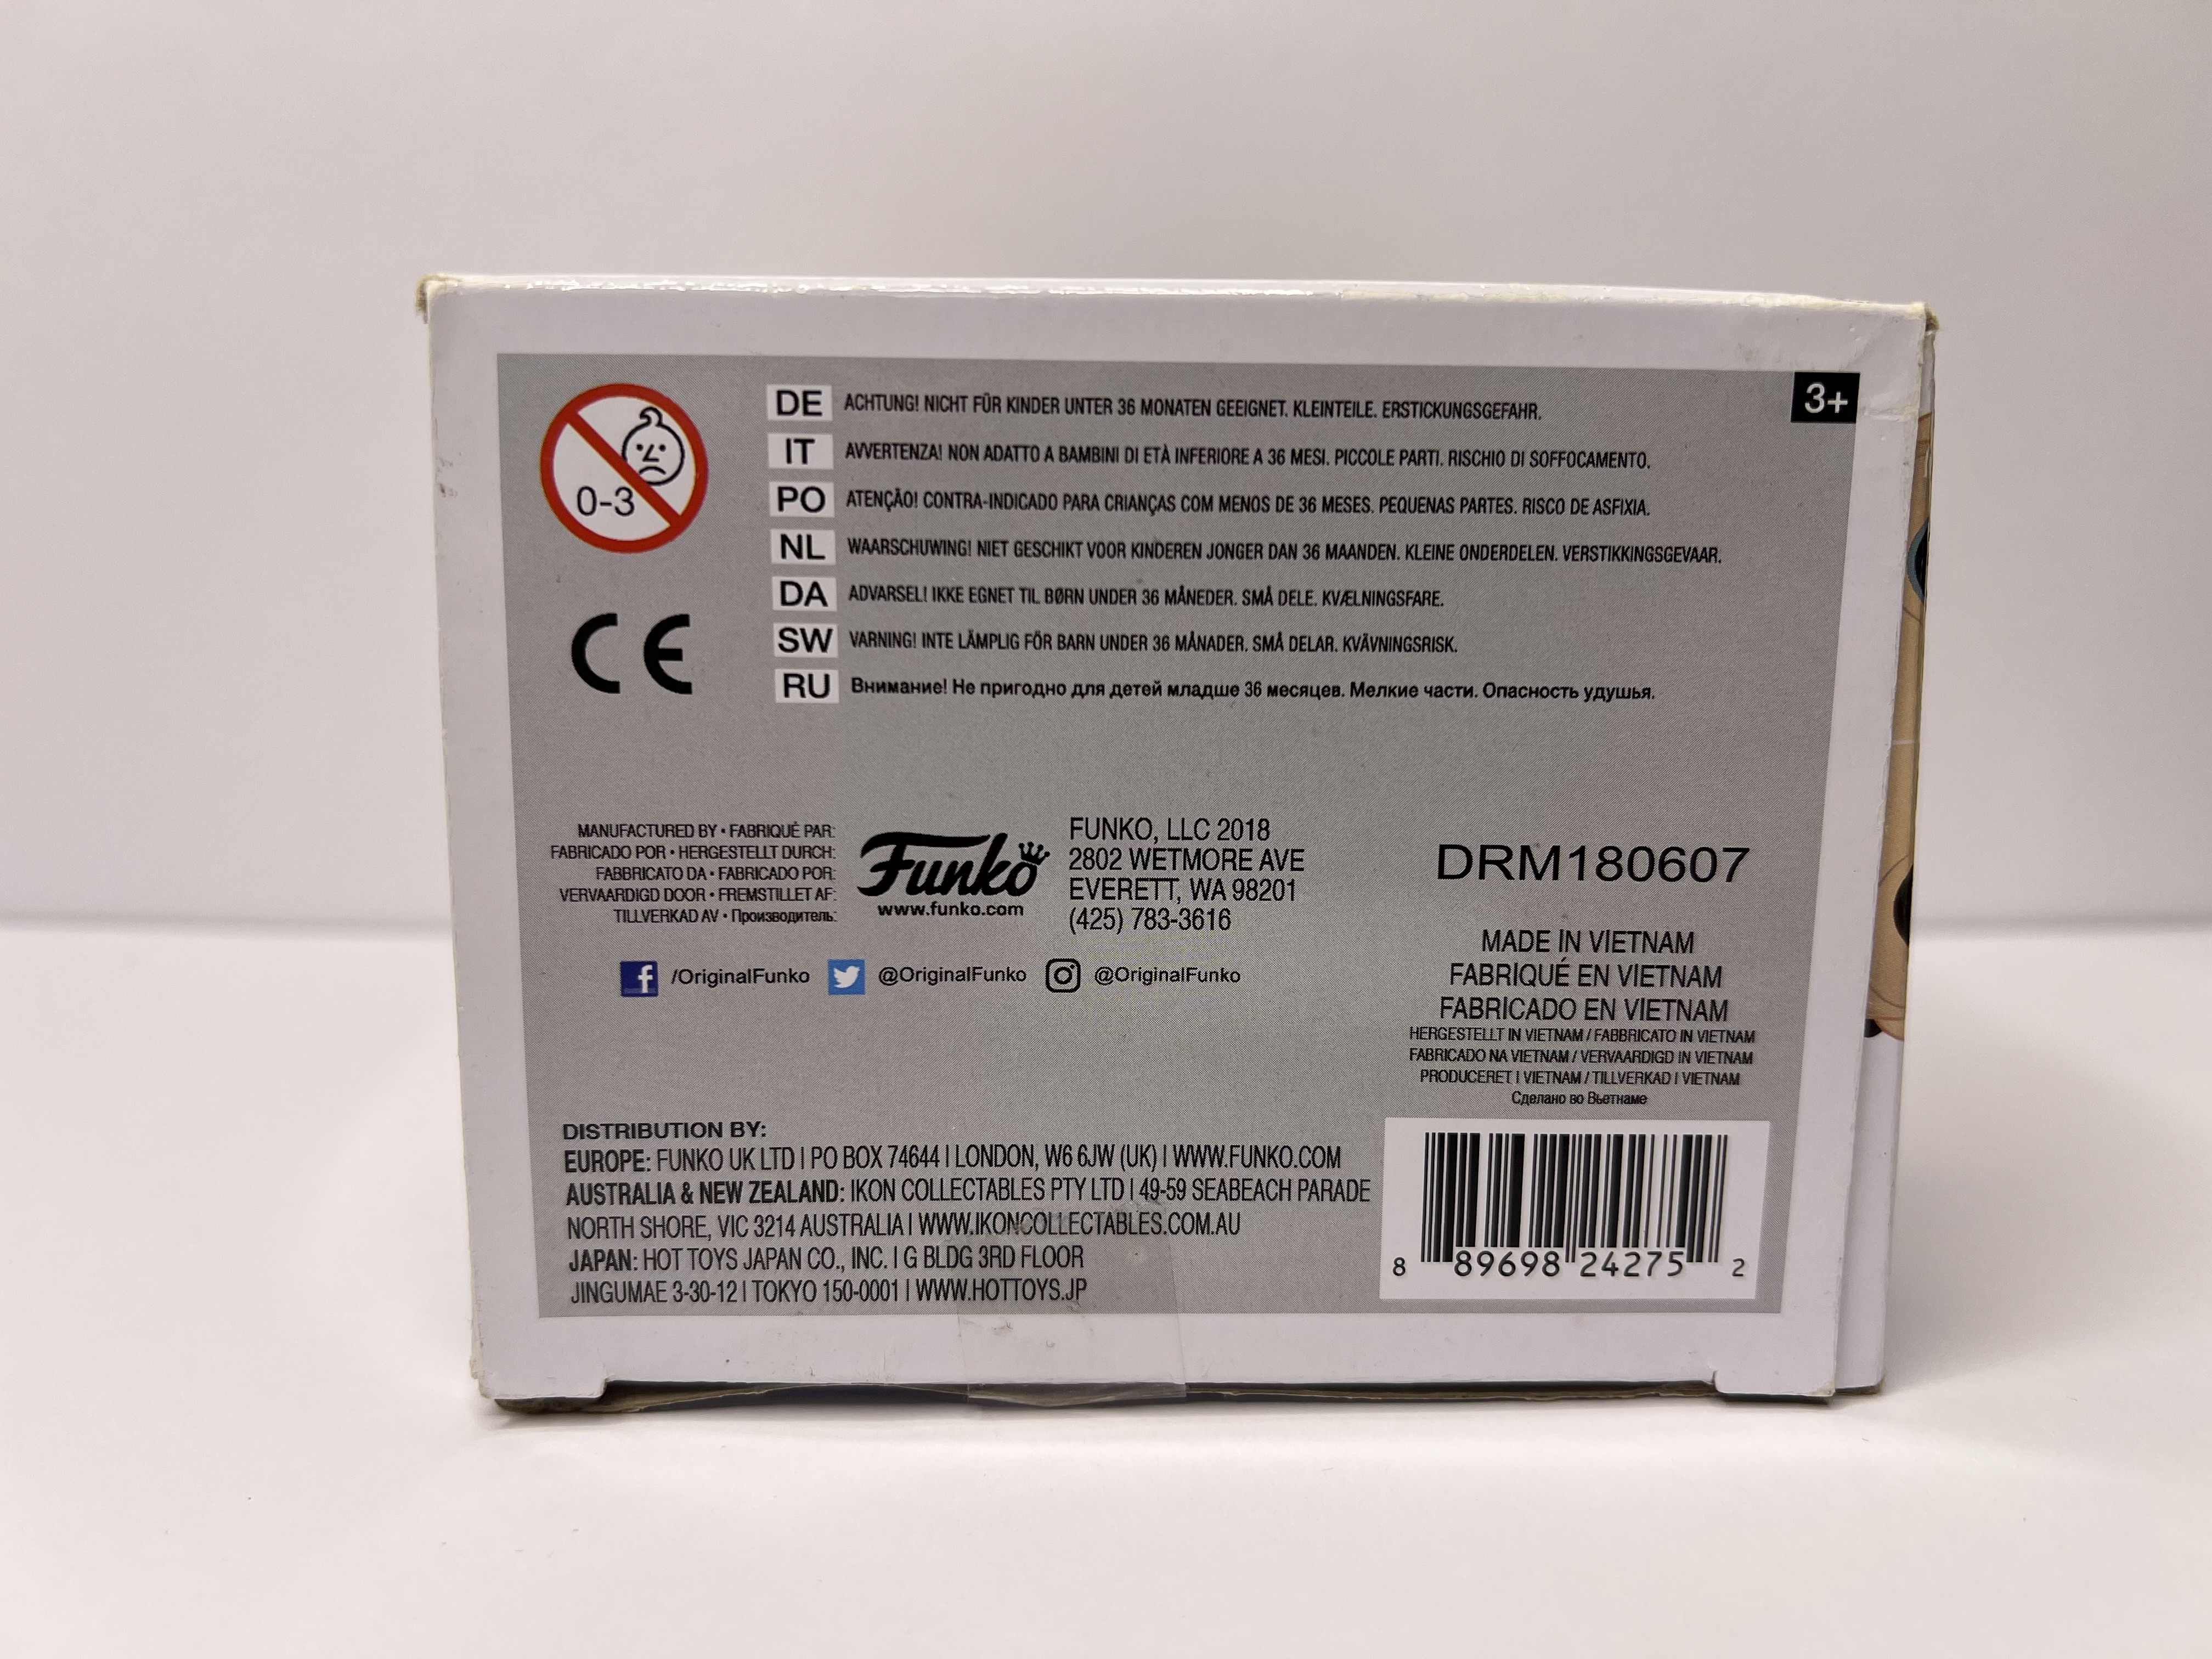 3+
0-3
DE ACHTUNG! NICHT FÜR KINDER UNTER 36 MONATEN GEEIGNET. KLEINTEILE. ERSTICKUNGSGEFAHR.
IT AVVERTENZA! NON ADATTO A BAMBINI DI ETÀ INFERIORE A 36 MESI. PICCOLE PARTI. RISCHIO DI SOFFOCAMENTO.
PO ATENÇÃO! CONTRA-INDICADO PARA CRIANÇAS COM MENOS DE 36 MESES. PEQUENAS PARTES. RISCO DE ASFIXIA.
NL WAARSCHUWING! NIET GESCHIKT VOOR KINDEREN JONGER DAN 36 MAANDEN. KLEINE ONDERDELEN. VERSTIKKINGSGEVAAR.
DA ADVARSEL! IKKE EGNET TIL BØRN UNDER 36 MÅNEDER. SMÅ DELE. KVÆLNINGSFARE.
SW VARNING! INTE LÄMPLIG FÖR BARN UNDER 36 MÅNADER. SMÅ DELAR. KVÄVNINGSRISK.
RU Внимание! Не пригодно для детей младше 36 месяцев. Мелкие части. Опасность удушья.
CE
MANUFACTURED BY • FABRIQUÉ PAR:
FABRICADO POR • HERGESTELLT DURCH:
FABBRICATO DA • FABRICADO POR:
VERVAARDIGD DOOR • FREMSTILLET AF:
TILLVERKAD AV • Производитель:
Funko
www.funko.com
FUNKO, LLC 2018
2802 WETMORE AVE
EVERETT, WA 98201
(425) 783-3616
/OriginalFunko @OriginalFunko @OriginalFunko
DRM180607
MADE IN VIETNAM
FABRIQUÉ EN VIETNAM
FABRICADO EN VIETNAM
HERGESTELLT IN VIETNAM / FABBRICATO IN VIETNAM
FABRICADO NA VIETNAM / VERVAARDIGD IN VIETNAM
PRODUCERET I VIETNAM / TILLVERKAD I VIETNAM
Сделано во Вьетнаме
DISTRIBUTION BY:
EUROPE: FUNKO UK LTD | PO BOX 74644 | LONDON, W6 6JW (UK) | WWW.FUNKO.COM
AUSTRALIA & NEW ZEALAND: IKON COLLECTABLES PTY LTD | 49-59 SEABEACH PARADE
NORTH SHORE, VIC 3214 AUSTRALIA | WWW.IKONCOLLECTABLES.COM.AU
JAPAN: HOT TOYS JAPAN CO., INC. | G BLDG 3RD FLOOR
JINGUMAE 3-30-12 | TOKYO 150-0001 | WWW.HOTTOYS.JP
8 89698 24275 2